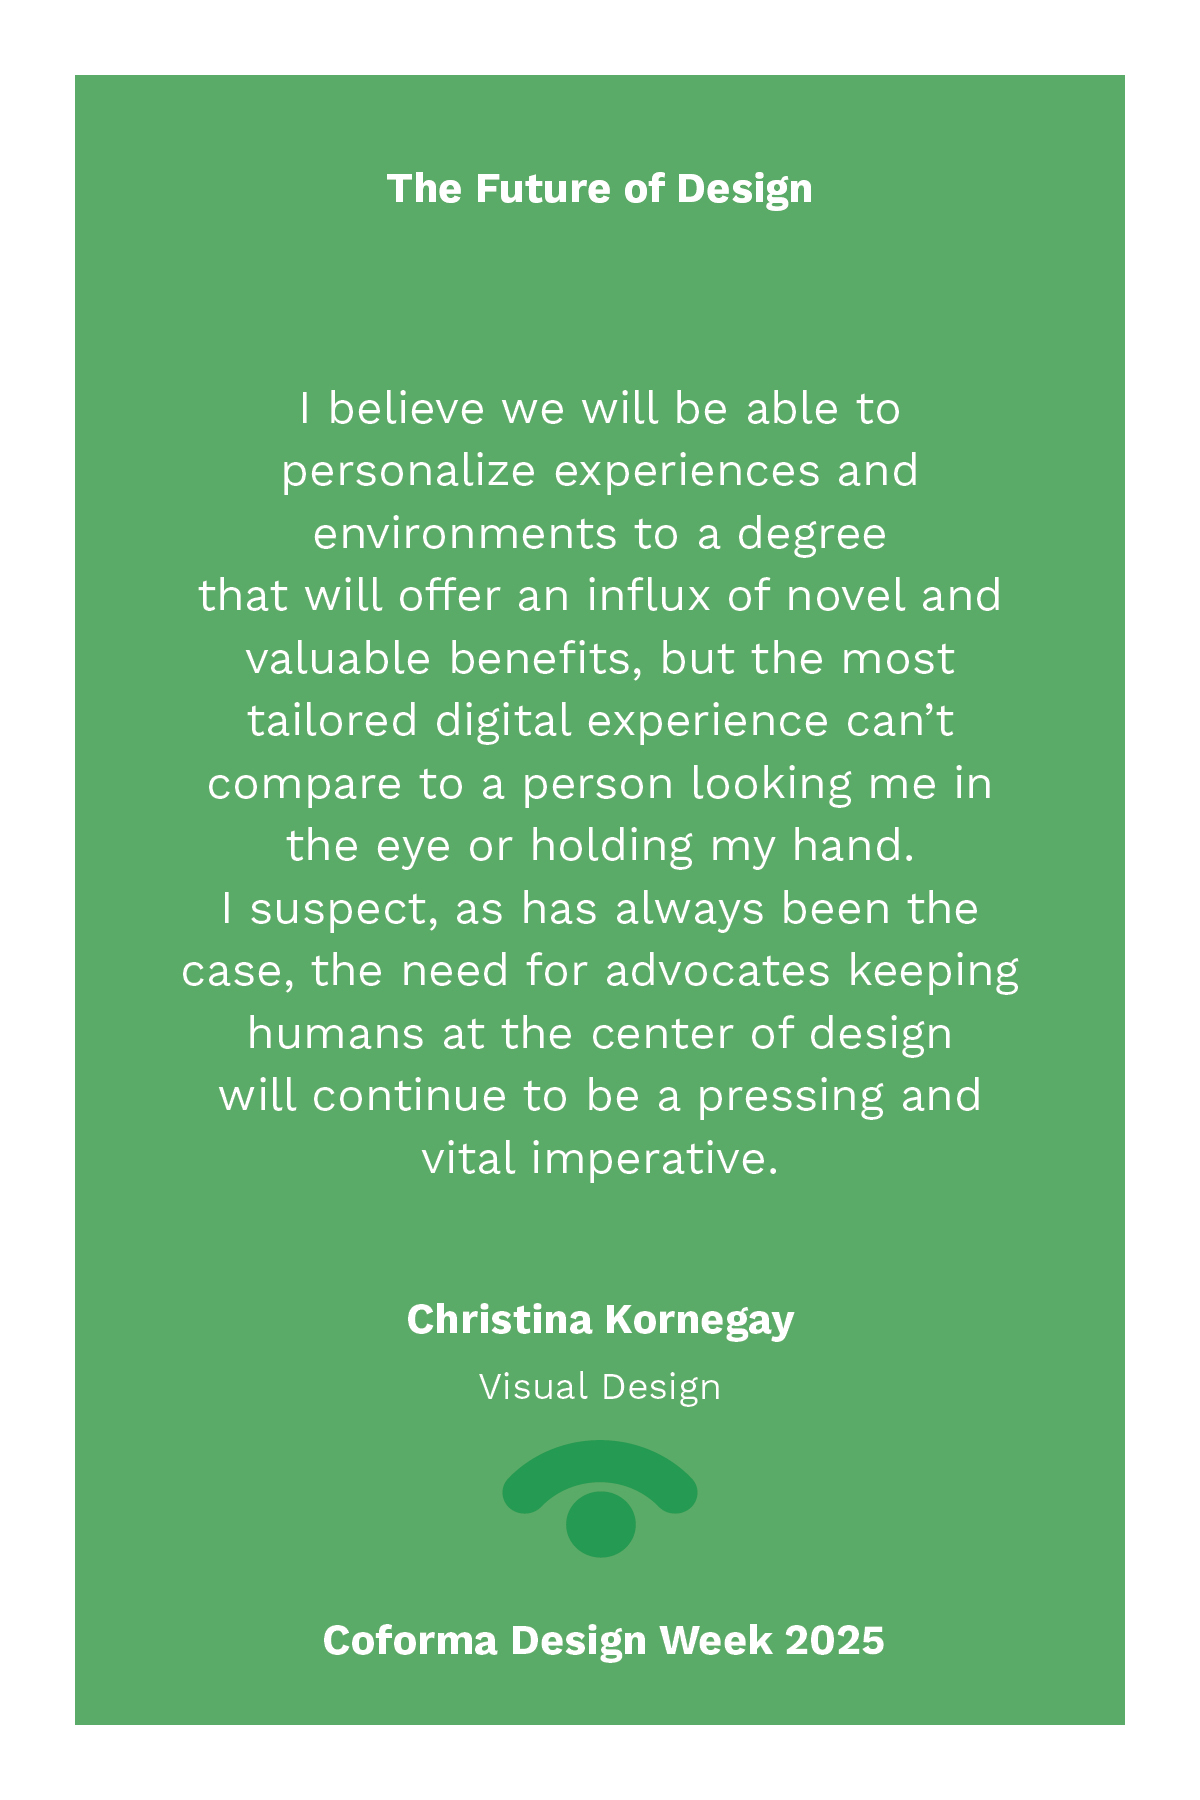 The Future of Design
I believe we will be able to
personalize experiences and
environments to a degree
that will offer an influx of novel and
valuable benefits, but the most
tailored digital experience can’t
compare to a person looking me in
the eye or holding my hand.
I suspect, as has always been the
case, the need for advocates keeping
humans at the center of design
will continue to be a pressing and
vital imperative.
Christina Kornegay
Visual Design
Coforma Design Week 2025